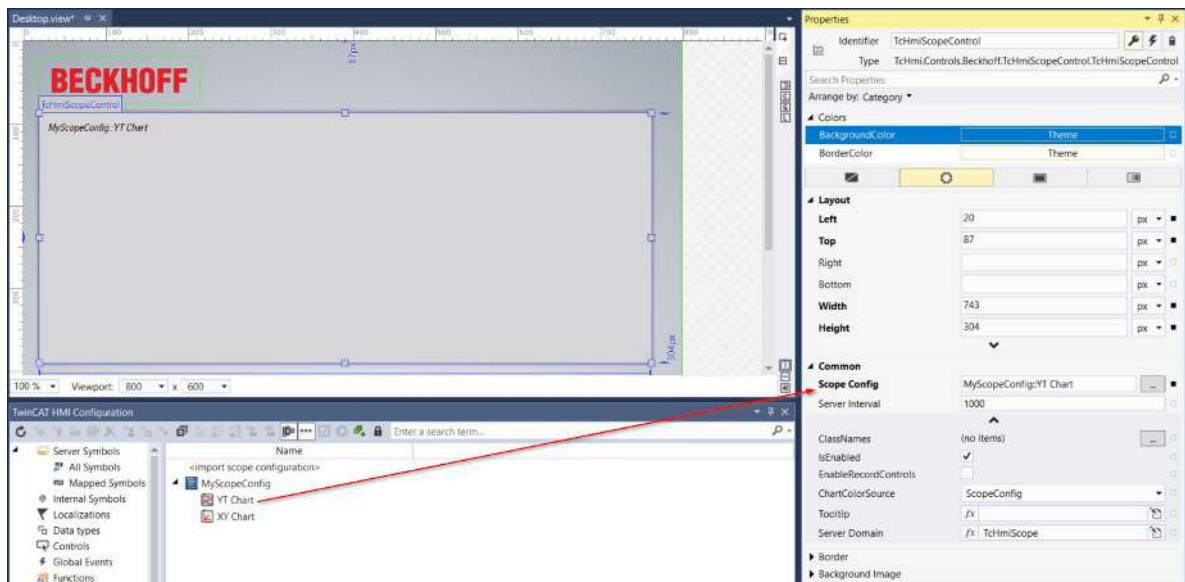 Desktop.view*
BECKHOFF
TcHmiScopeControl
MyScopeConfig::YT Chart
87px
304px
100 %
Viewport: 800 x 600
TwinCAT HMI Configuration
Enter a search term...
Server Symbols
All Symbols
Mapped Symbols
Internal Symbols
Localizations
Data types
Controls
Global Events
Functions
Name
<import scope configuration>
MyScopeConfig
YT Chart
XY Chart
Properties
Identifier TcHmiScopeControl
Type TcHmi.Controls.Beckhoff.TcHmiScopeControl.TcHmiScopeControl
Search Properties
Arrange by: Category
Colors
BackgroundColor Theme
BorderColor Theme
Layout
Left 20 px
Top 87 px
Right px
Bottom px
Width 743 px
Height 304 px
Common
Scope Config MyScopeConfig::YT Chart ...
Server Interval 1000
ClassNames (no Items) ...
IsEnabled
EnableRecordControls
ChartColorSource ScopeConfig
Tooltip fx
Server Domain fx TcHmiScope
Border
Background Image